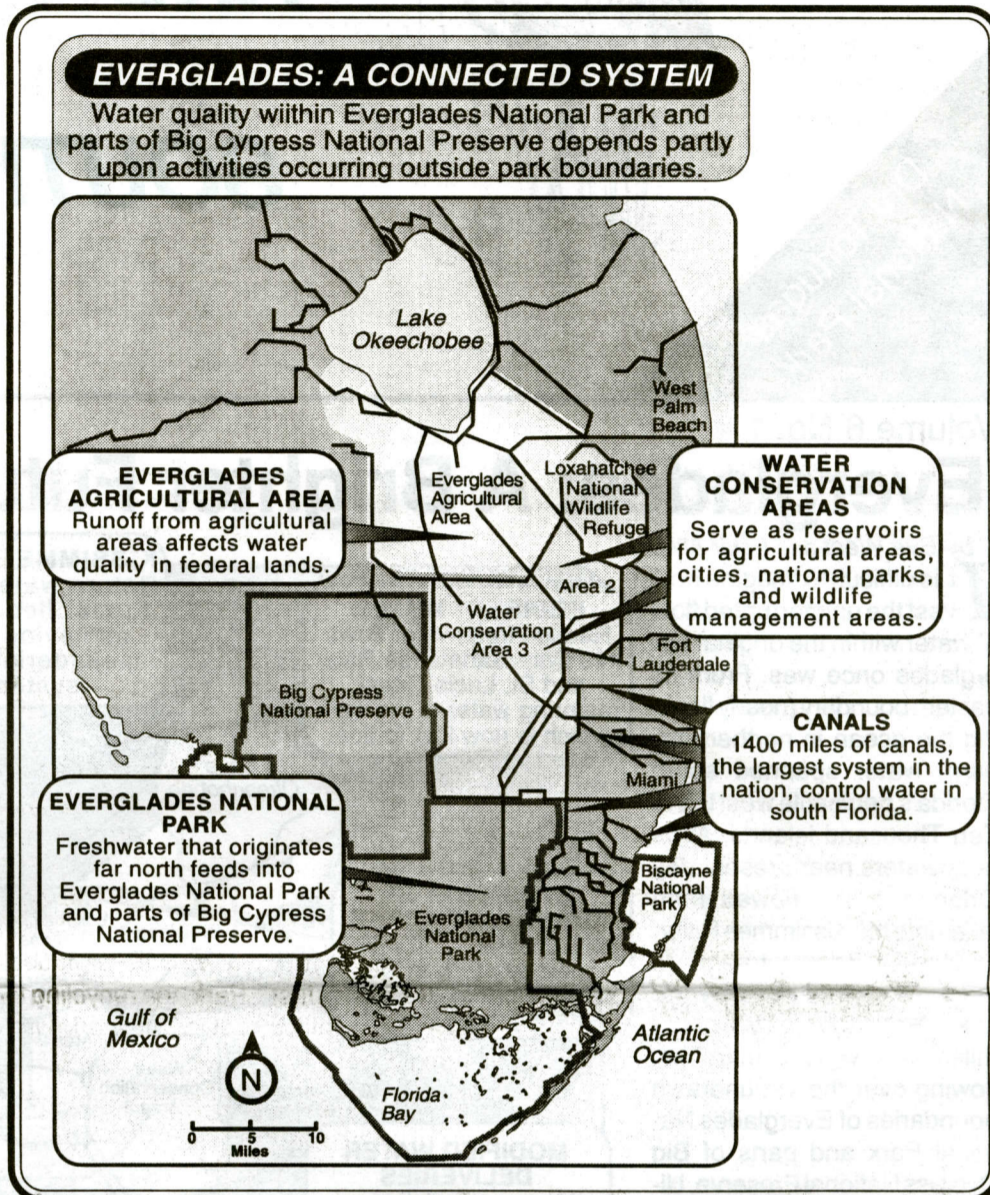 EVERGLADES: A CONNECTED SYSTEM
Water quality wiithin Everglades National Park and
parts of Big Cypress National Preserve depends partly
upon activities occurring outside park boundaries.
Lake
Okeechobee
West
Palm
Beach
EVERGLADES
AGRICULTURAL AREA
Runoff from agricultural
areas affects water
quality in federal lands.
Everglades
Agricultural
Area
Loxahatchee
National
Wildlife
Refuge
WATER
CONSERVATION
AREAS
Serve as reservoirs
for agricultural areas,
cities, national parks,
and wildlife
management areas.
Area 2
Water
Conservation
Area 3
Fort
Lauderdale
Big Cypress
National Preserve
CANALS
1400 miles of canals,
the largest system in the
nation, control water in
south Florida.
Miami
EVERGLADES NATIONAL
PARK
Freshwater that originates
far north feeds into
Everglades National Park
and parts of Big Cypress
National Preserve.
Biscayne
National
Park
Everglades
National
Park
Gulf of
Mexico
Atlantic
Ocean
N
Florida
Bay
0 5 10
Miles